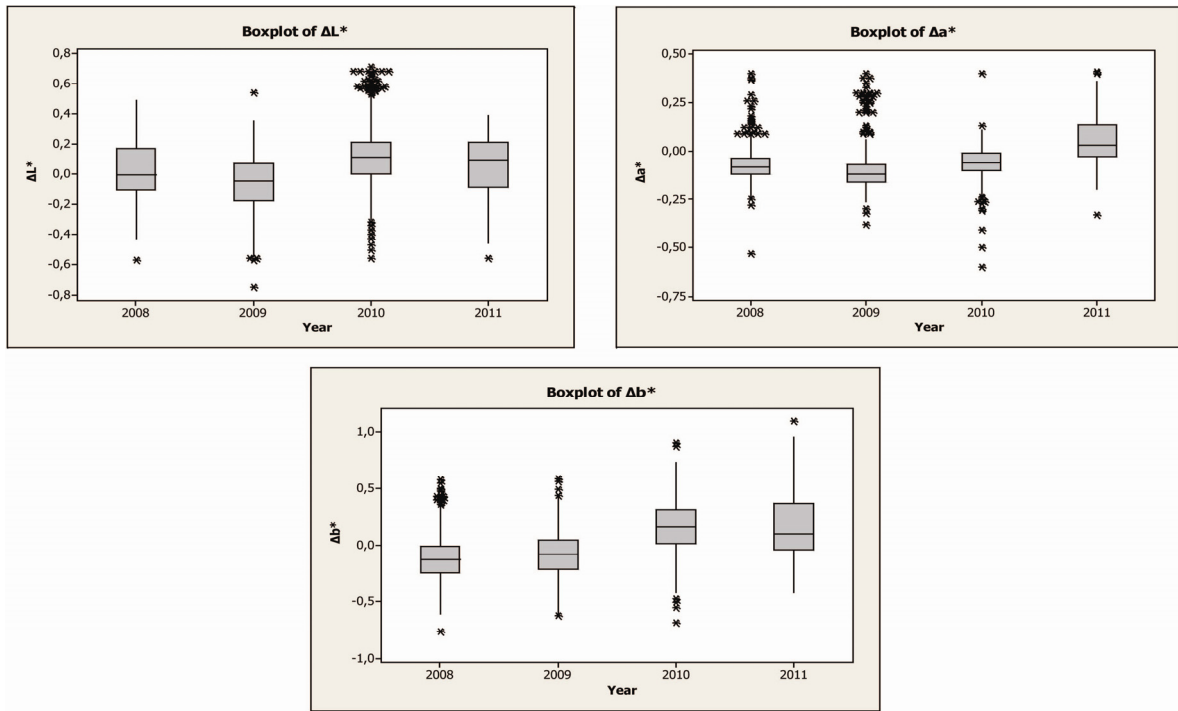 Boxplot of ΔL*
0,8
0,6
0,4
0,2
0,0
-0,2
-0,4
-0,6
-0,8
ΔL*
2008 2009 2010 2011
Year
Boxplot of Δa*
0,50
0,25
0,00
-0,25
-0,50
-0,75
Δa*
2008 2009 2010 2011
Year
Boxplot of Δb*
1,0
0,5
0,0
-0,5
-1,0
Δb*
2008 2009 2010 2011
Year